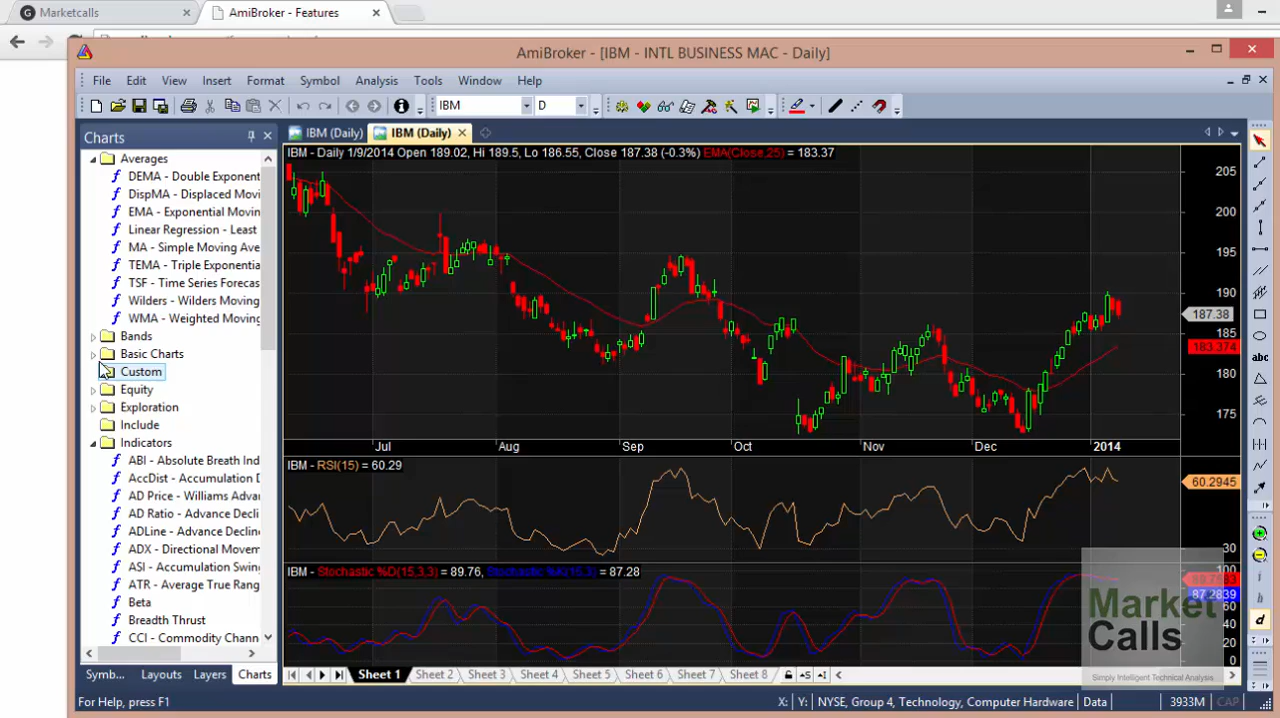 Marketcalls
AmiBroker - Features
AmiBroker - [IBM - INTL BUSINESS MAC - Daily]
File Edit View Insert Format Symbol Analysis Tools Window Help
IBM D
Charts
IBM (Daily) IBM (Daily)
IBM - Daily 1/9/2014 Open 189.02, Hi 189.5, Lo 186.55, Close 187.38 (-0.3%) EMA(Close,25) = 183.37
Averages
DEMA - Double Exponent
DispMA - Displaced Movi
EMA - Exponential Movin
Linear Regression - Least
MA - Simple Moving Ave
TEMA - Triple Exponentia
TSF - Time Series Forecas
Wilders - Wilders Moving
WMA - Weighted Moving
Bands
Basic Charts
Custom
Equity
Exploration
Include
Indicators
ABI - Absolute Breath Ind
AccDist - Accumulation D
AD Price - Williams Advan
AD Ratio - Advance Decli
ADLine - Advance Decline
ADX - Directional Movem
ASI - Accumulation Swing
ATR - Average True Range
Beta
Breadth Thrust
CCI - Commodity Chann
205
200
195
190
187.38
185
183.374
180
175
Jul Aug Sep Oct Nov Dec 2014
IBM - RSI(15) = 60.29
60.2945
30
IBM - Stochastic %D(15,3,3) = 89.76, Stochastic %K(15,3) = 87.28
100
87.2839
60
40
20
0
abc
h
d
Market
Calls
Simply Intelligent Technical Analysis
Symb... Layouts Layers Charts
Sheet 1 Sheet 2 Sheet 3 Sheet 4 Sheet 5 Sheet 6 Sheet 7 Sheet 8
For Help, press F1
X: Y: NYSE, Group 4, Technology, Computer Hardware Data 3933M CAP